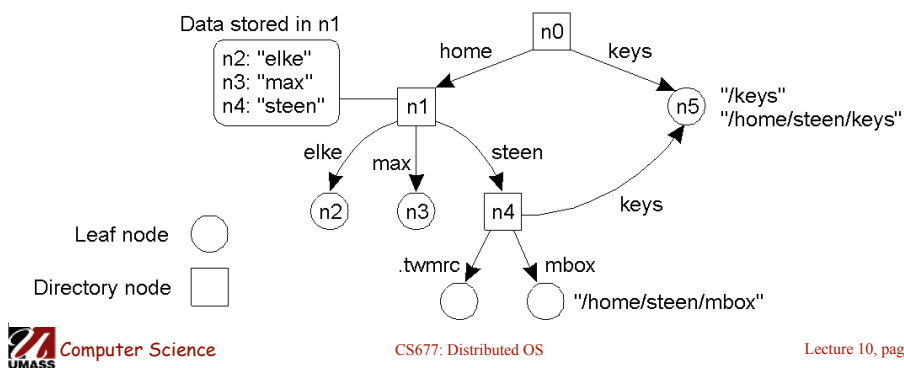 Data stored in n1
n2: "elke"
n3: "max"
n4: "steen"
n0
home
keys
n1
n5
"/keys"
"/home/steen/keys"
elke
max
steen
n2
n3
n4
keys
Leaf node
.twmrc
mbox
Directory node
"/home/steen/mbox"
UMASS
Computer Science
CS677: Distributed OS
Lecture 10, pag